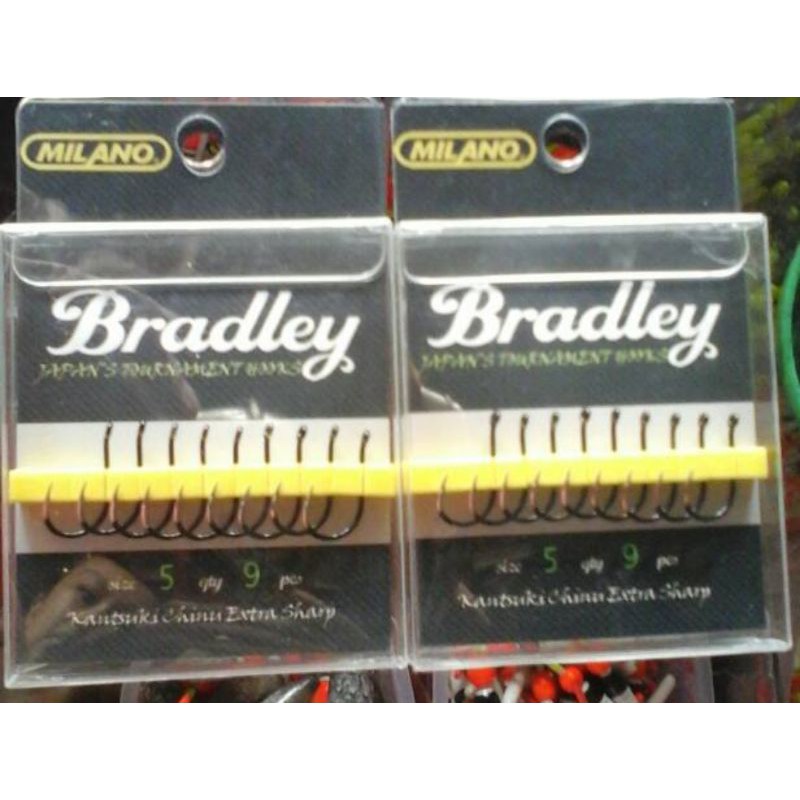 MILANO
Bradley
JAPAN'S TOURNAMENT HOOKS
size 5 qty 9 pcs
Kantsuki Chinu Extra Sharp
MILANO
Bradley
JAPAN'S TOURNAMENT HOOKS
size 5 qty 9 pcs
Kantsuki Chinu Extra Sharp